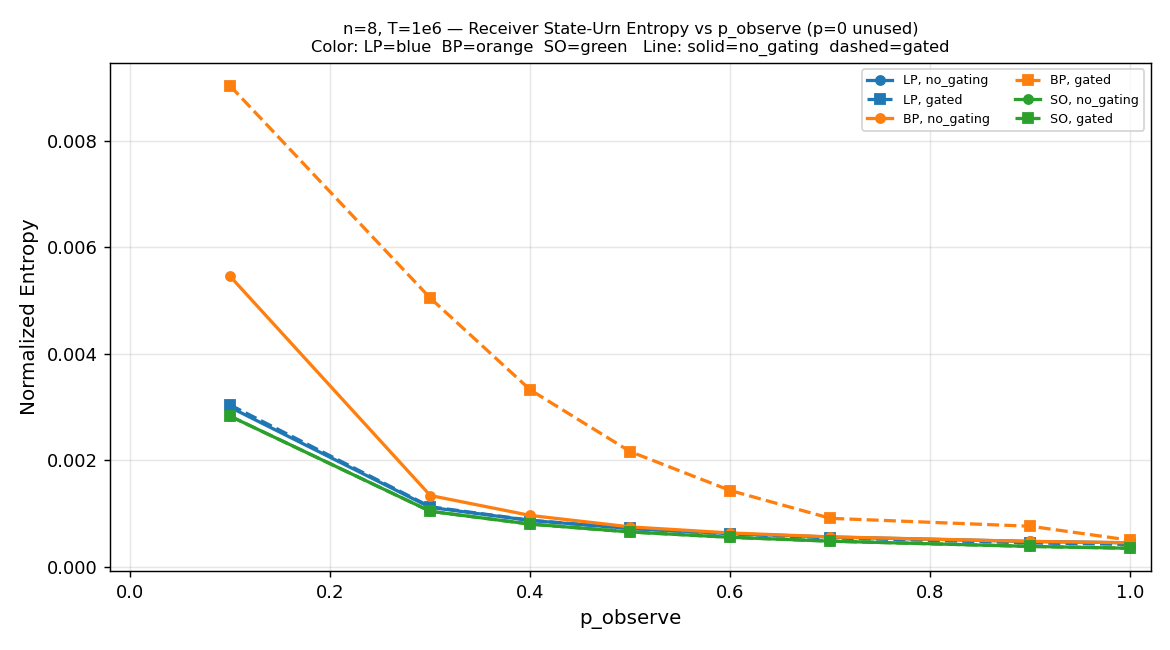 n=8, T=1e6 — Receiver State-Urn Entropy vs p_observe (p=0 unused)
Color: LP=blue  BP=orange  SO=green   Line: solid=no_gating  dashed=gated
LP, no_gating
LP, gated
BP, no_gating
BP, gated
SO, no_gating
SO, gated
Normalized Entropy
0.008
0.006
0.004
0.002
0.000
0.0 0.2 0.4 0.6 0.8 1.0
p_observe